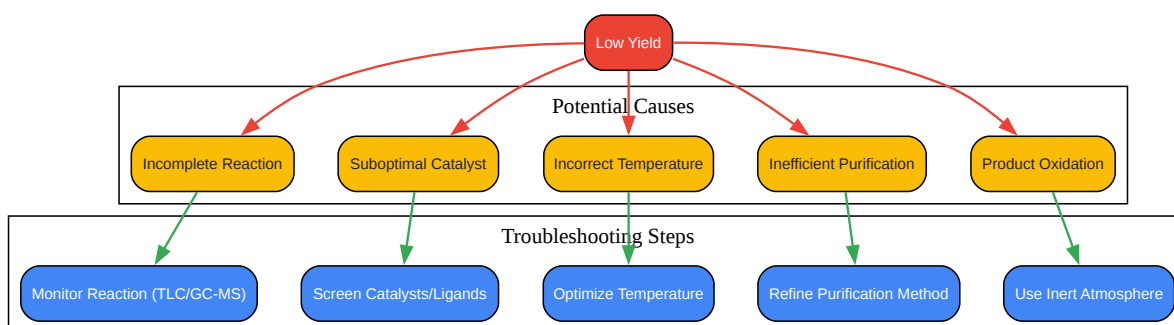 Low Yield
Potential Causes
Incomplete Reaction
Suboptimal Catalyst
Incorrect Temperature
Inefficient Purification
Product Oxidation
Troubleshooting Steps
Monitor Reaction (TLC/GC-MS)
Screen Catalysts/Ligands
Optimize Temperature
Refine Purification Method
Use Inert Atmosphere